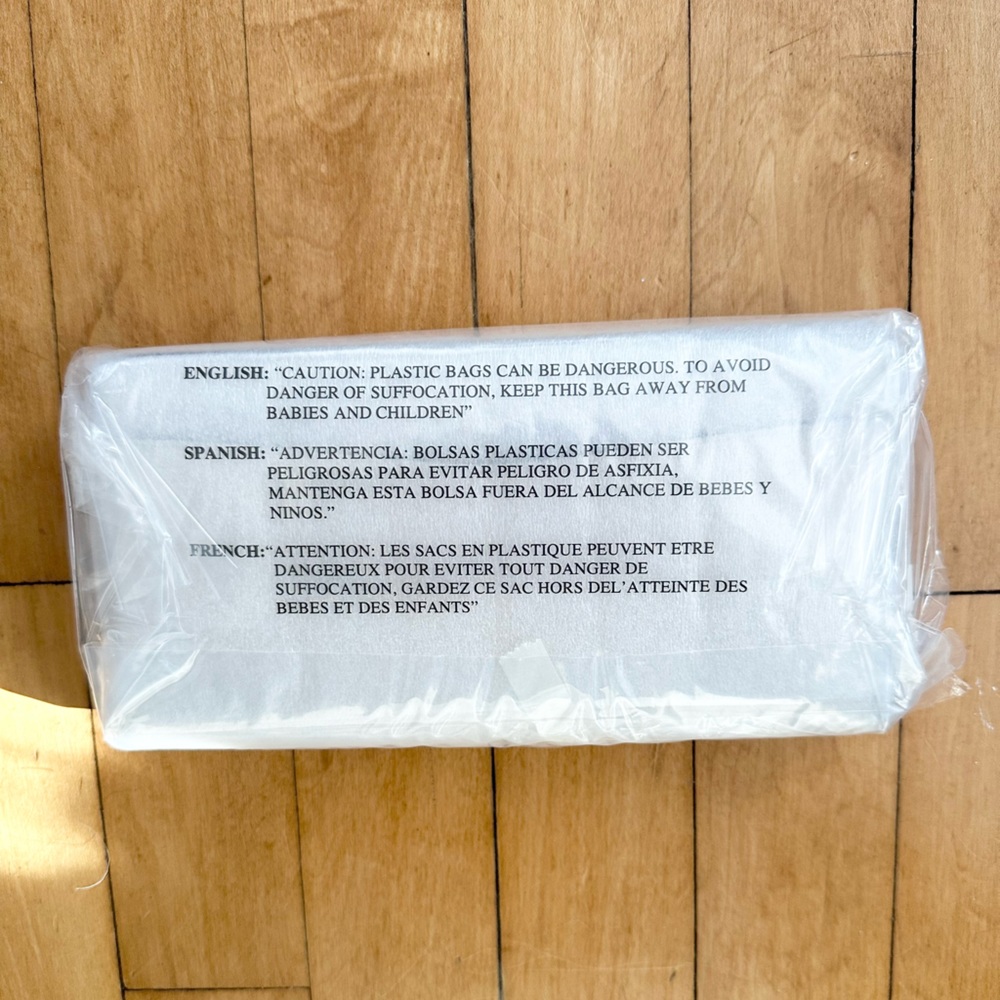 ENGLISH: “CAUTION: PLASTIC BAGS CAN BE DANGEROUS. TO AVOID
DANGER OF SUFFOCATION, KEEP THIS BAG AWAY FROM
BABIES AND CHILDREN”
SPANISH: “ADVERTENCIA: BOLSAS PLASTICAS PUEDEN SER
PELIGROSAS PARA EVITAR PELIGRO DE ASFIXIA,
MANTENGA ESTA BOLSA FUERA DEL ALCANCE DE BEBES Y
NINOS.”
FRENCH:“ATTENTION: LES SACS EN PLASTIQUE PEUVENT ETRE
DANGEREUX POUR EVITER TOUT DANGER DE
SUFFOCATION, GARDEZ CE SAC HORS DEL’ATTEINTE DES
BEBES ET DES ENFANTS”